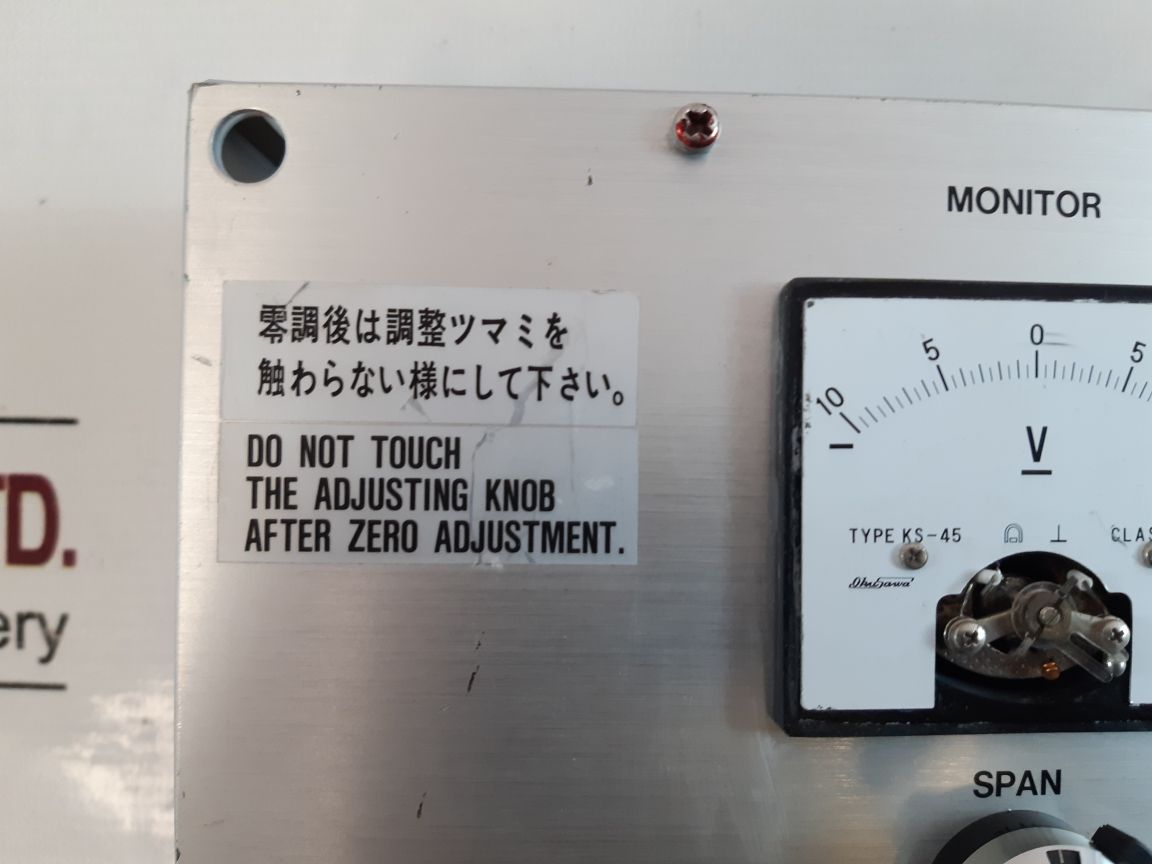 MONITOR
零調後は調整ツマミを
触わらない様にして下さい。
DO NOT TOUCH
THE ADJUSTING KNOB
AFTER ZERO ADJUSTMENT.
10 5 0 5
V
TYPE KS-45
TD.
ery
SPAN